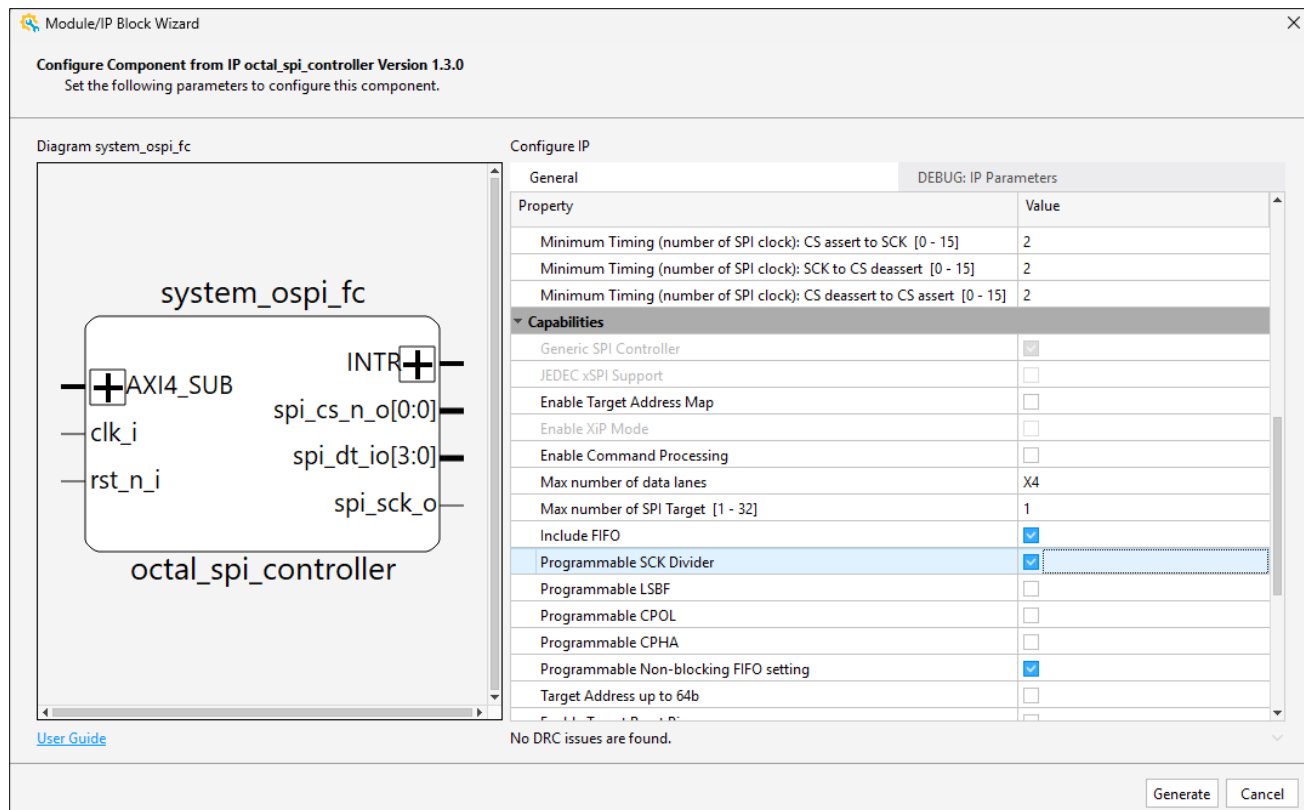 Module/IP Block Wizard
Configure Component from IP octal_spi_controller Version 1.3.0
Set the following parameters to configure this component.
Diagram system_ospi_fc
system_ospi_fc
AXI4_SUB
clk_i
rst_n_i
INTR
spi_cs_n_o[0:0]
spi_dt_io[3:0]
spi_sck_o
octal_spi_controller
User Guide
Configure IP
General DEBUG: IP Parameters
Property Value
Minimum Timing (number of SPI clock): CS assert to SCK [0 - 15] 2
Minimum Timing (number of SPI clock): SCK to CS deassert [0 - 15] 2
Minimum Timing (number of SPI clock): CS deassert to CS assert [0 - 15] 2
Capabilities
Generic SPI Controller
JEDEC xSPI Support
Enable Target Address Map
Enable XiP Mode
Enable Command Processing
Max number of data lanes X4
Max number of SPI Target [1 - 32] 1
Include FIFO
Programmable SCK Divider
Programmable LSBF
Programmable CPOL
Programmable CPHA
Programmable Non-blocking FIFO setting
Target Address up to 64b
No DRC issues are found.
Generate Cancel